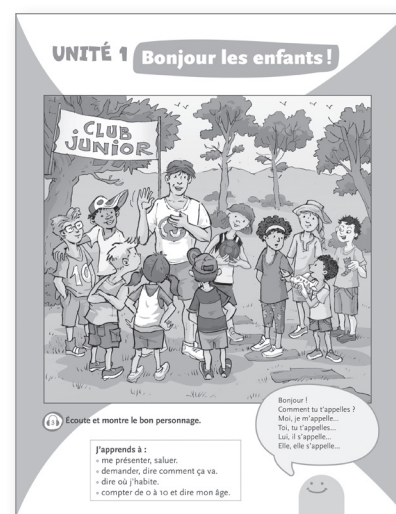 UNITÉ 1 Bonjour les enfants !
CLUB
JUNIOR
10
Écoute et montre le bon personnage.
Bonjour !
Comment tu t'appelles ?
Moi, je m'appelle...
Toi, tu t'appelles...
Lui, il s'appelle...
Elle, elle s'appelle...
J'apprends à :
• me présenter, saluer.
• demander, dire comment ça va.
• dire où j'habite.
• compter de 0 à 10 et dire mon âge.